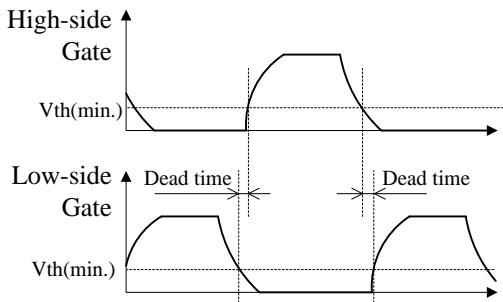 High-side
Gate
Vth(min.)
Low-side
Gate
Dead time
Dead time
Vth(min.)